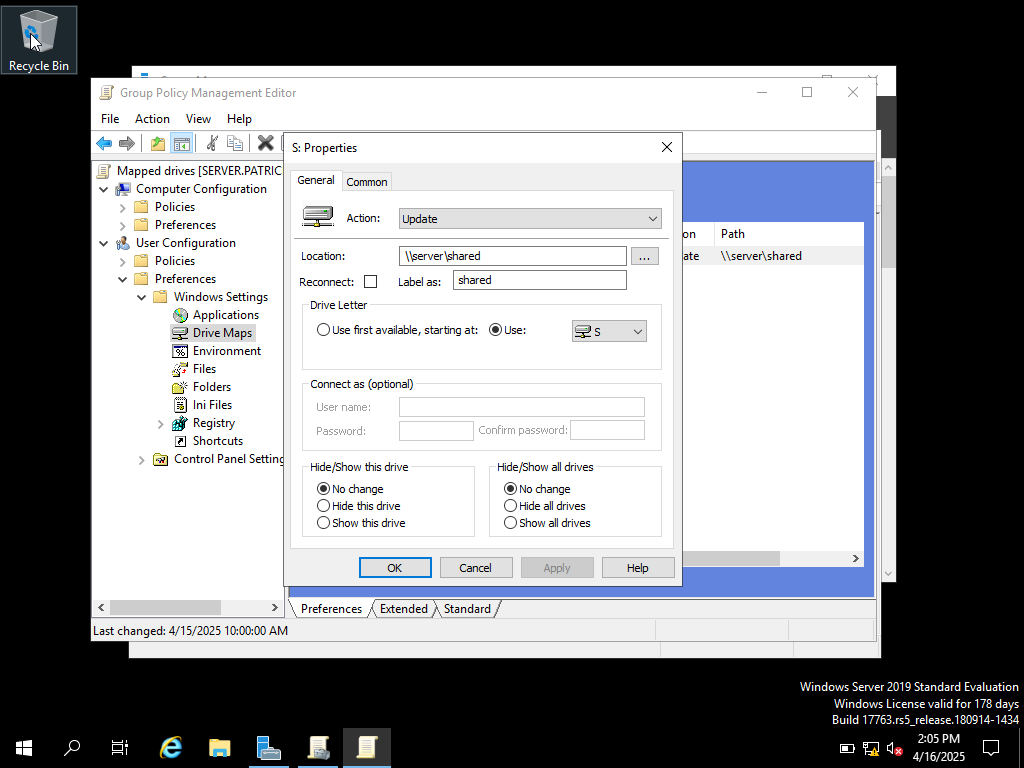 Recycle Bin
Group Policy Management Editor
File Action View Help
Mapped drives [SERVER.PATRIC
Computer Configuration
Policies
Preferences
User Configuration
Policies
Preferences
Windows Settings
Applications
Drive Maps
Environment
Files
Folders
Ini Files
Registry
Shortcuts
Control Panel Setting
S: Properties
General Common
Action: Update
Location: \\server\shared ...
Reconnect: Label as: shared
Drive Letter
Use first available, starting at: Use: S
Connect as (optional)
User name:
Password: Confirm password:
Hide/Show this drive
No change
Hide this drive
Show this drive
Hide/Show all drives
No change
Hide all drives
Show all drives
OK Cancel Apply Help
on Path
ate \\server\shared
Preferences Extended Standard
Last changed: 4/15/2025 10:00:00 AM
Windows Server 2019 Standard Evaluation
Windows License valid for 178 days
Build 17763.rs5_release.180914-1434
2:05 PM
4/16/2025